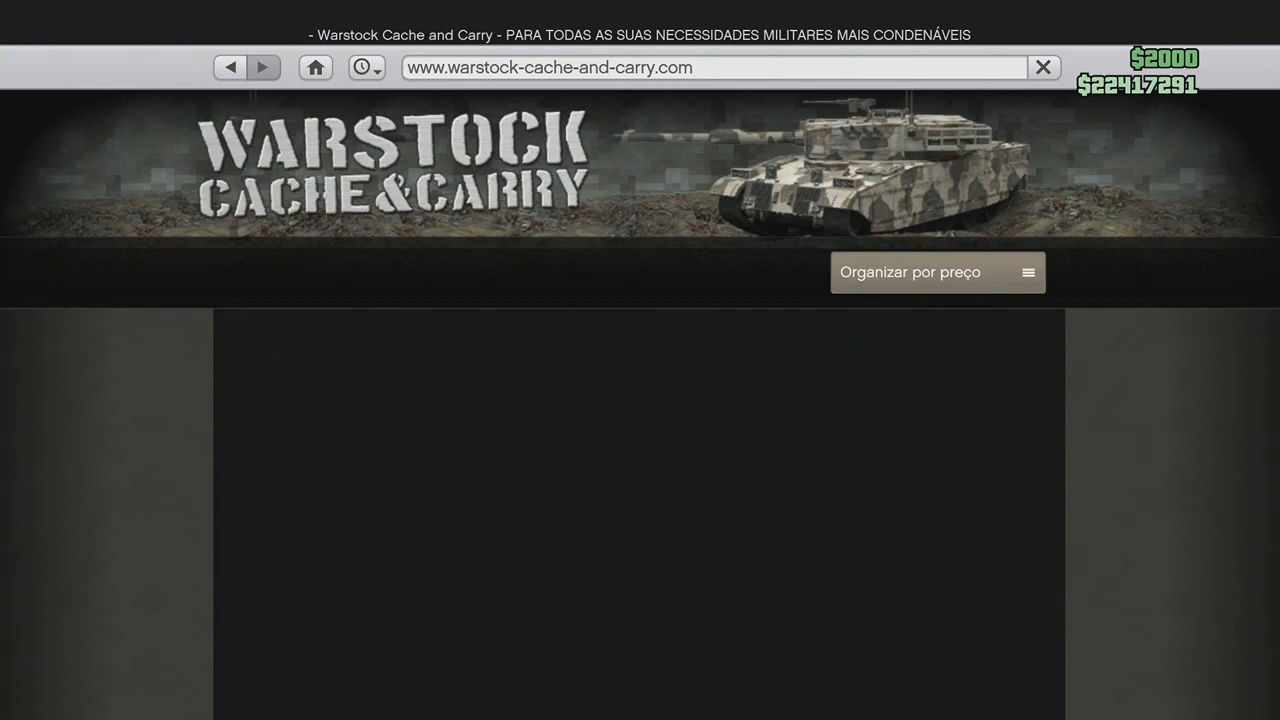 - Warstock Cache and Carry - PARA TODAS AS SUAS NECESSIDADES MILITARES MAIS CONDENÁVEIS
www.warstock-cache-and-carry.com
$2000
$22417291
WARSTOCK
CACHE&CARRY
Organizar por preço